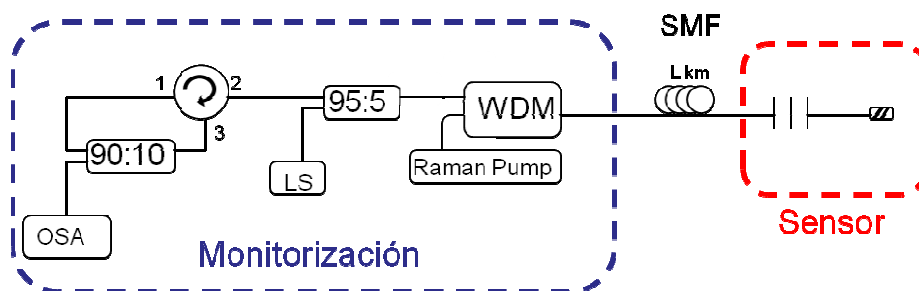 SMF
L km
1
2
3
95:5
WDM
90:10
LS
Raman Pump
OSA
Monitorización
Sensor